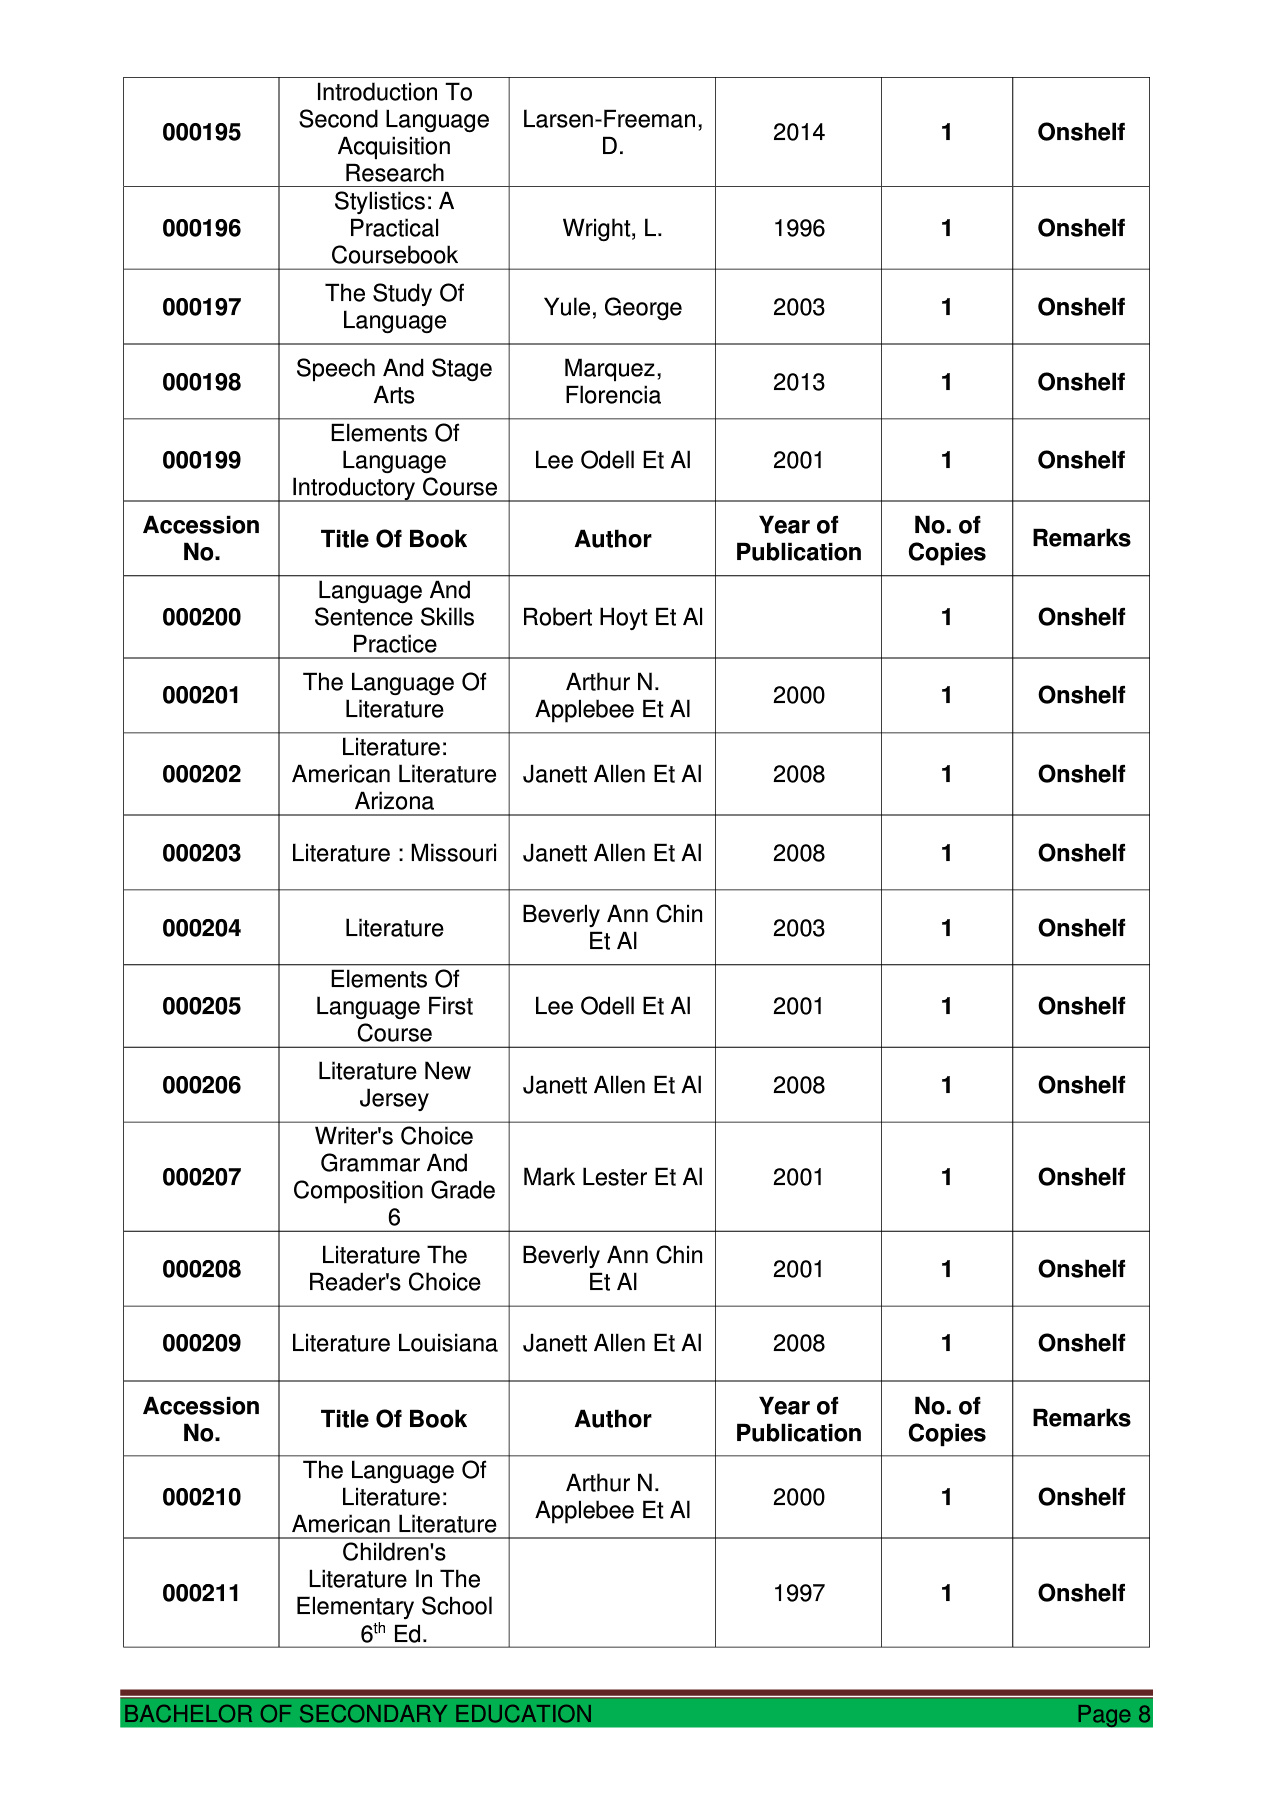 000195
Introduction To
Second Language
Acquisition
Research
Larsen-Freeman,
D.
2014
1
Onshelf
000196
Stylistics: A
Practical
Coursebook
Wright, L.
1996
1
Onshelf
000197
The Study Of
Language
Yule, George
2003
1
Onshelf
000198
Speech And Stage
Arts
Marquez,
Florencia
2013
1
Onshelf
000199
Elements Of
Language
Introductory Course
Lee Odell Et Al
2001
1
Onshelf
Accession
No.
Title Of Book
Author
Year of
Publication
No. of
Copies
Remarks
000200
Language And
Sentence Skills
Practice
Robert Hoyt Et Al
1
Onshelf
000201
The Language Of
Literature
Arthur N.
Applebee Et Al
2000
1
Onshelf
000202
Literature:
American Literature
Arizona
Janett Allen Et Al
2008
1
Onshelf
000203
Literature : Missouri
Janett Allen Et Al
2008
1
Onshelf
000204
Literature
Beverly Ann Chin
Et Al
2003
1
Onshelf
000205
Elements Of
Language First
Course
Lee Odell Et Al
2001
1
Onshelf
000206
Literature New
Jersey
Janett Allen Et Al
2008
1
Onshelf
000207
Writer's Choice
Grammar And
Composition Grade
6
Mark Lester Et Al
2001
1
Onshelf
000208
Literature The
Reader's Choice
Beverly Ann Chin
Et Al
2001
1
Onshelf
000209
Literature Louisiana
Janett Allen Et Al
2008
1
Onshelf
Accession
No.
Title Of Book
Author
Year of
Publication
No. of
Copies
Remarks
000210
The Language Of
Literature:
American Literature
Arthur N.
Applebee Et Al
2000
1
Onshelf
000211
Children's
Literature In The
Elementary School
6th Ed.
1997
1
Onshelf
BACHELOR OF SECONDARY EDUCATION Page 8